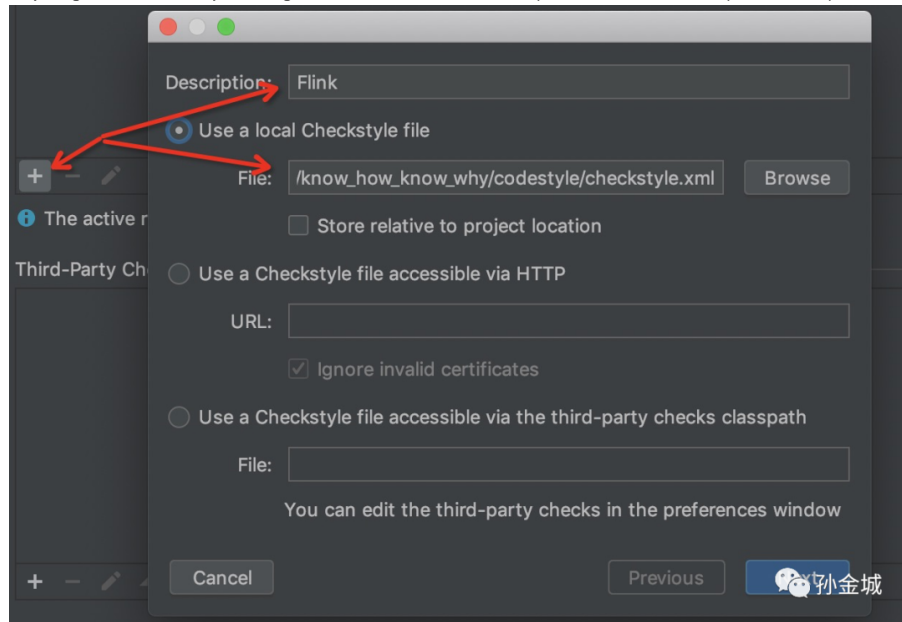 Description: Flink
Use a local Checkstyle file
File: /know_how_know_why/codestyle/checkstyle.xml Browse
The active r
Store relative to project location
Third-Party Ch
Use a Checkstyle file accessible via HTTP
URL:
Ignore invalid certificates
Use a Checkstyle file accessible via the third-party checks classpath
File:
You can edit the third-party checks in the preferences window
Cancel Previous
孙金城